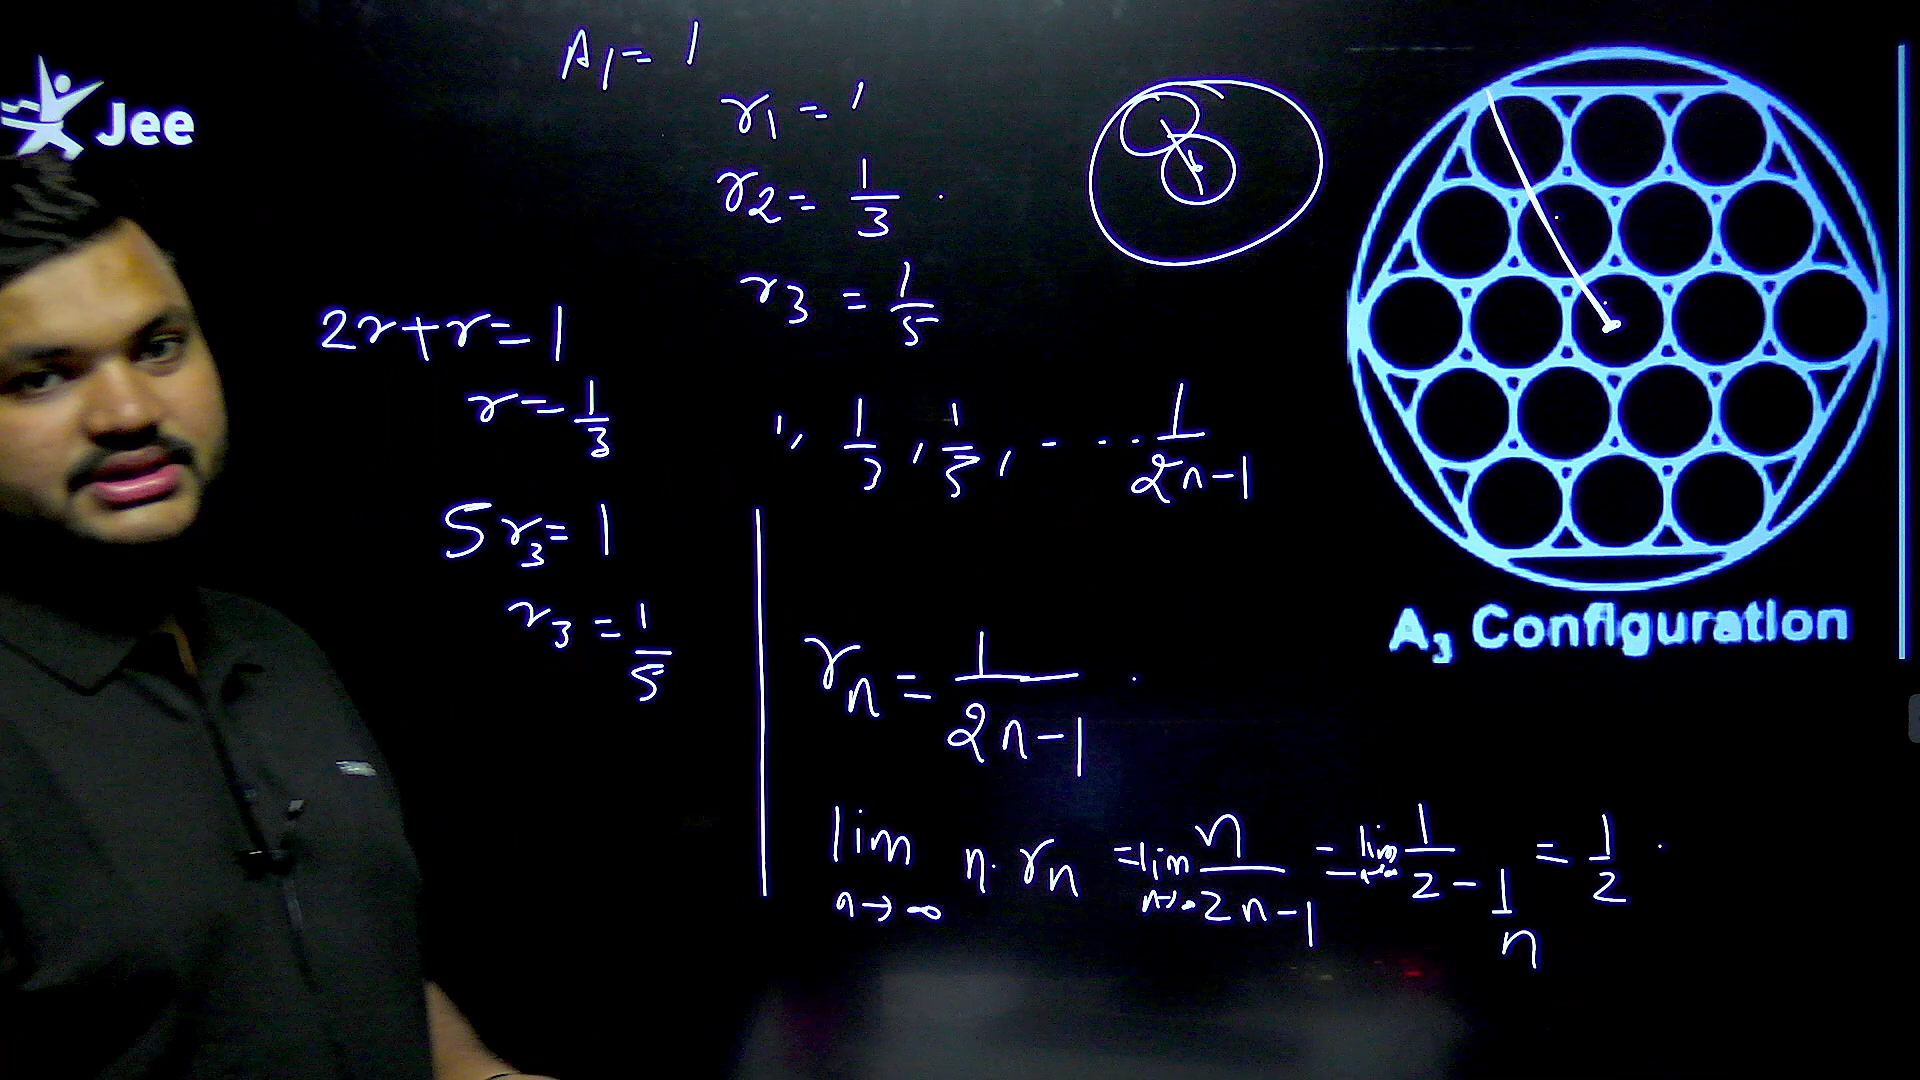 Jee
A1 = 1
r1 = 1
r2 = 1/3
r3 = 1/5
2r + r = 1
r = 1/3
5r3 = 1
r3 = 1/5
1, 1/3, 1/5, - - - 1/2n-1
rn = 1/2n-1
lim n→∞ n·rn = lim n→∞ n/2n-1 = lim n→∞ 1/2 - 1/n = 1/2
A3 Configuration